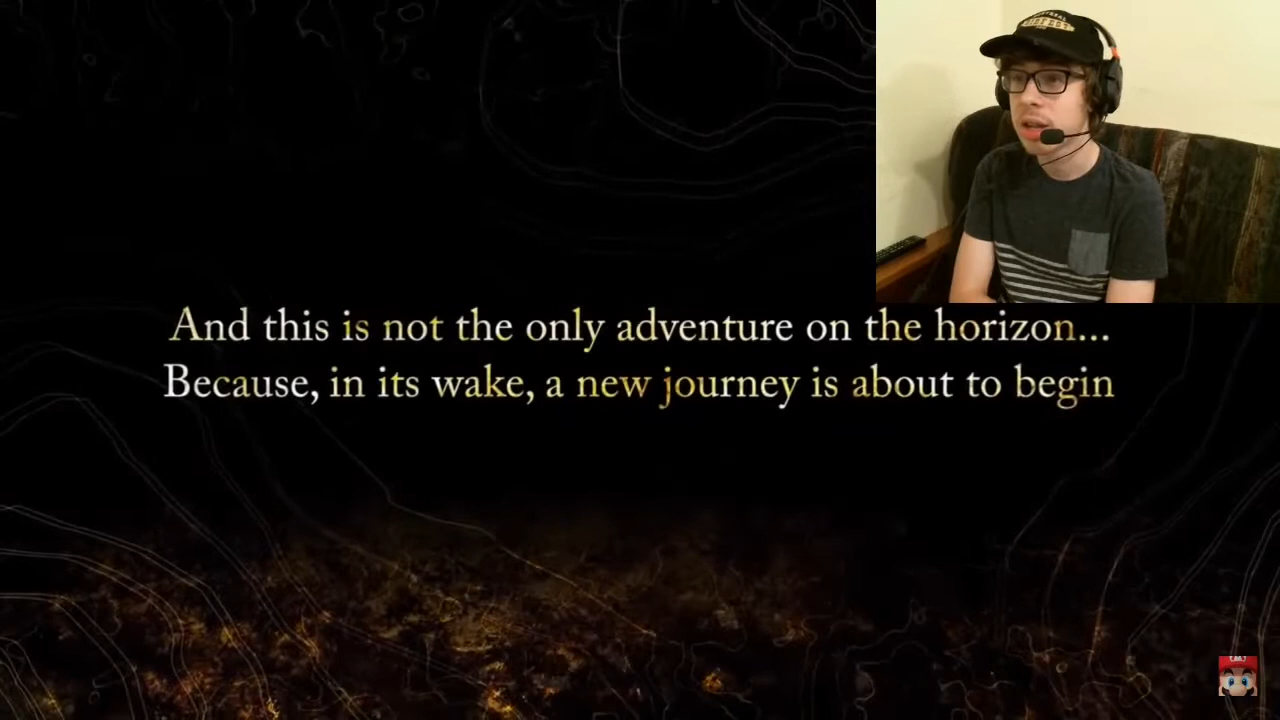 And this is not the only adventure on the horizon...
Because, in its wake, a new journey is about to begin